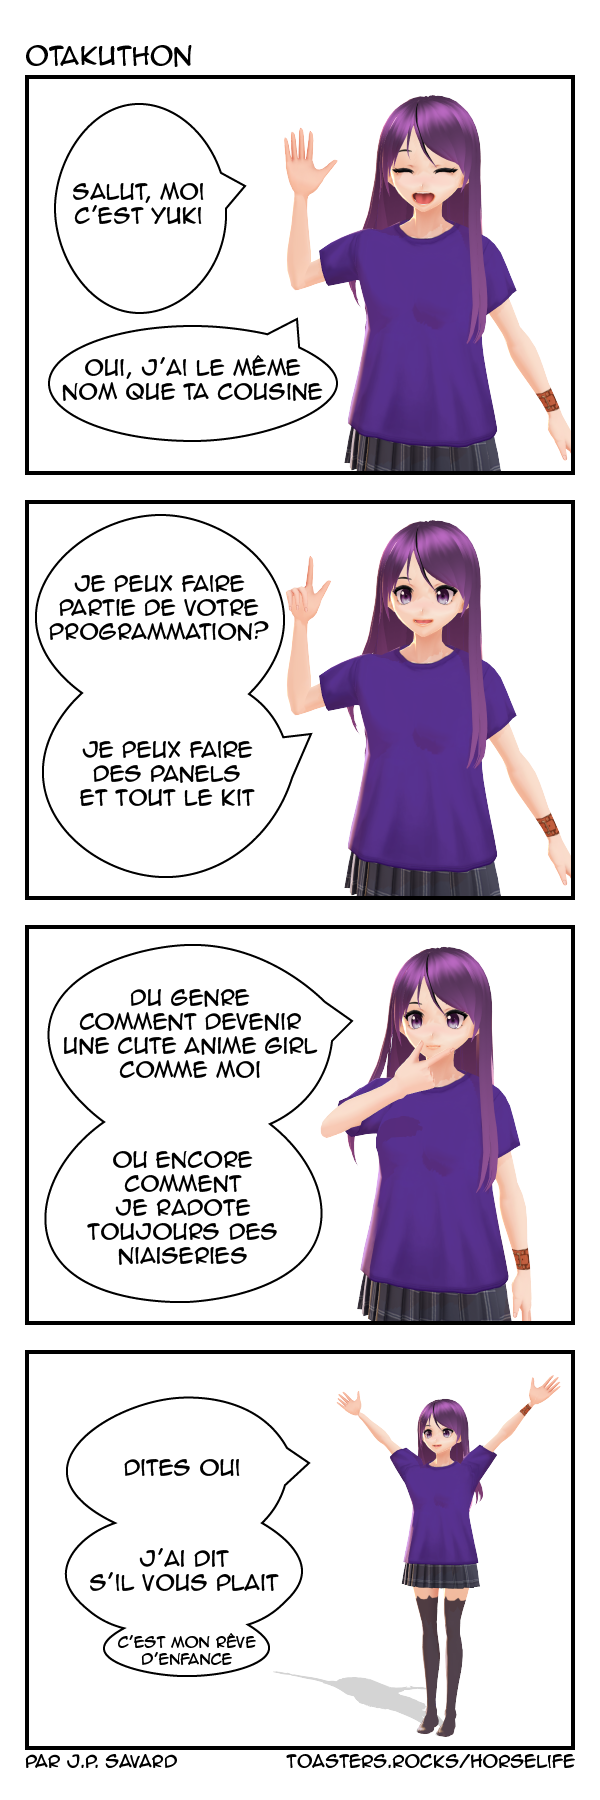 OTAKUTHON
SALUT, MOI
C'EST YUKI
OUI, J'AI LE MÊME
NOM QUE TA COUSINE
JE PEUX FAIRE
PARTIE DE VOTRE
PROGRAMMATION?
JE PEUX FAIRE
DES PANELS
ET TOUT LE KIT
DU GENRE
COMMENT DEVENIR
UNE CUTE ANIME GIRL
COMME MOI
OU ENCORE
COMMENT
JE RADOTE
TOUJOURS DES
NIAISERIES
DITES OUI
J'AI DIT
S'IL VOUS PLAIT
C'EST MON RÊVE
D'ENFANCE
PAR J.P. SAVARD
TOASTERS.ROCKS/HORSELIFE